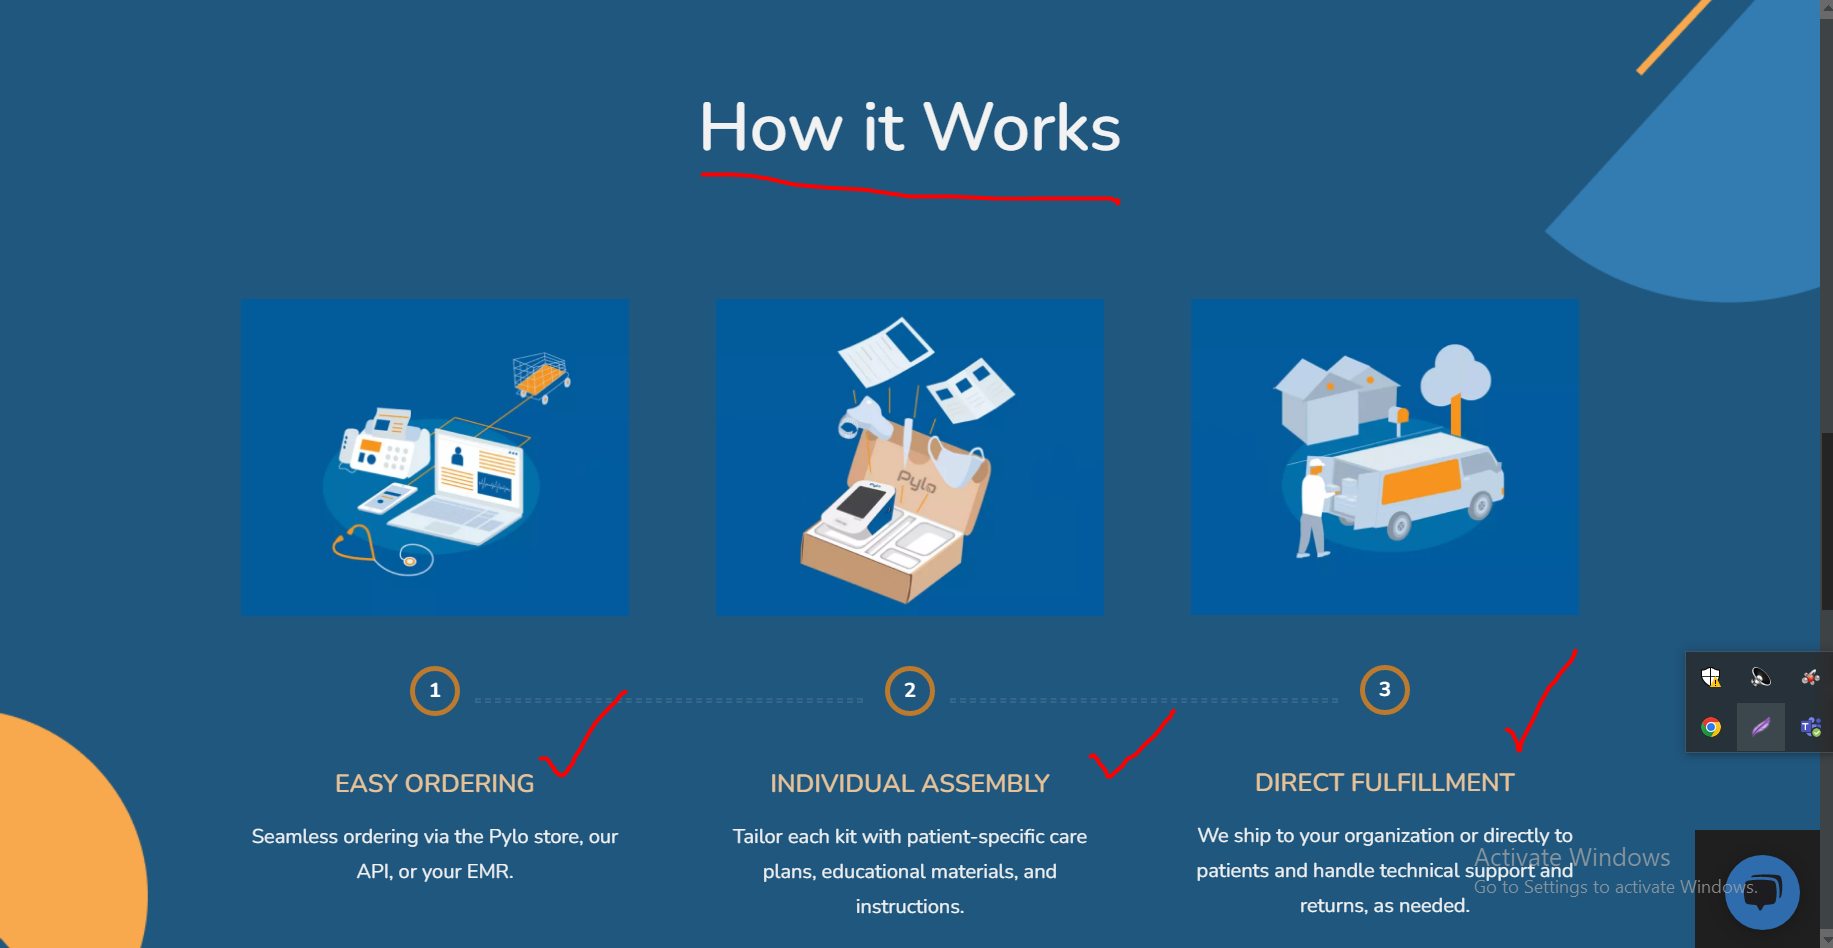 How it Works
Pylo
1
2
3
EASY ORDERING
Seamless ordering via the Pylo store, our
API, or your EMR.
INDIVIDUAL ASSEMBLY
Tailor each kit with patient-specific care
plans, educational materials, and
instructions.
DIRECT FULFILLMENT
We ship to your organization or directly to
patients and handle technical support and
returns, as needed.
Activate Windows
Go to Settings to activate Windows.